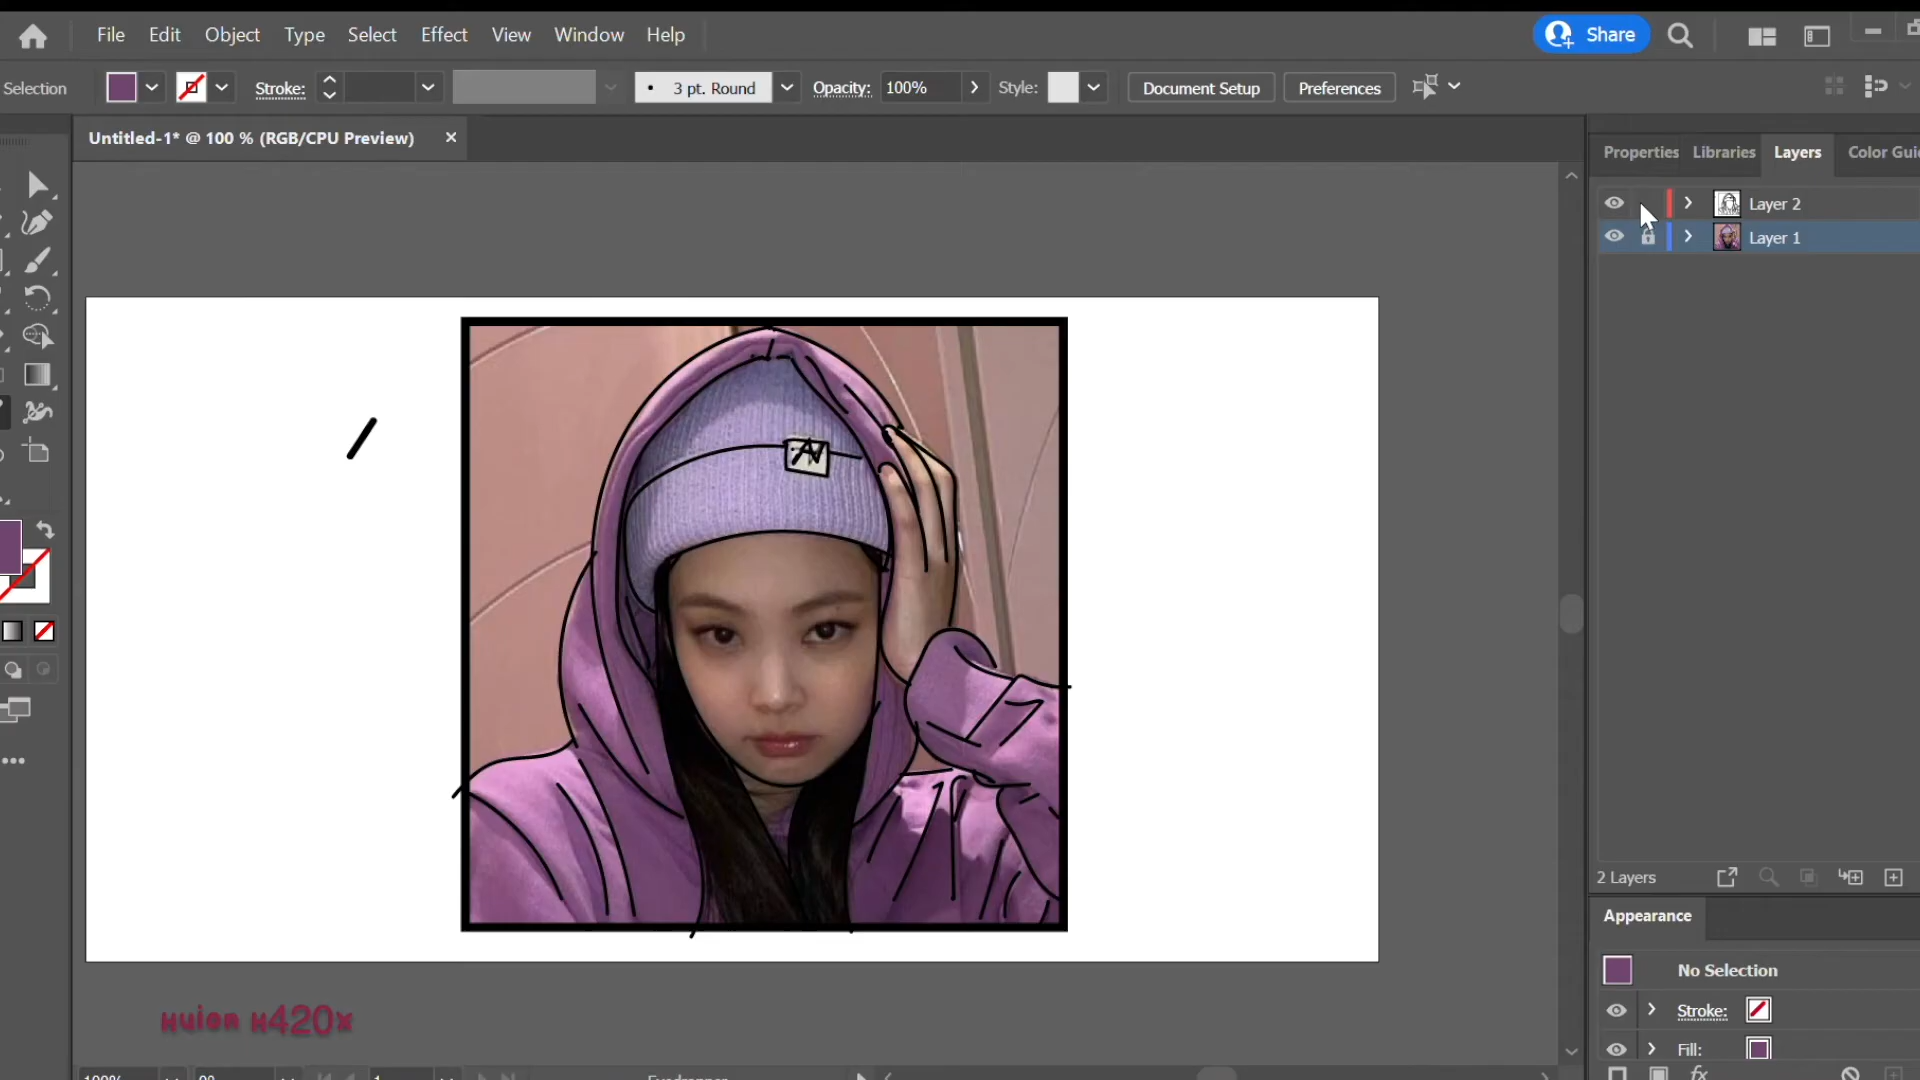 File Edit Object Type Select Effect View Window Help Share
Selection Stroke: 3 pt. Round Opacity: 100% Style: Document Setup Preferences
Untitled-1* @ 100 % (RGB/CPU Preview) ×
Properties Libraries Layers Color Gui
Layer 2
Layer 1
2 Layers
Appearance
No Selection
Stroke:
Fill:
fx
Huion H420x